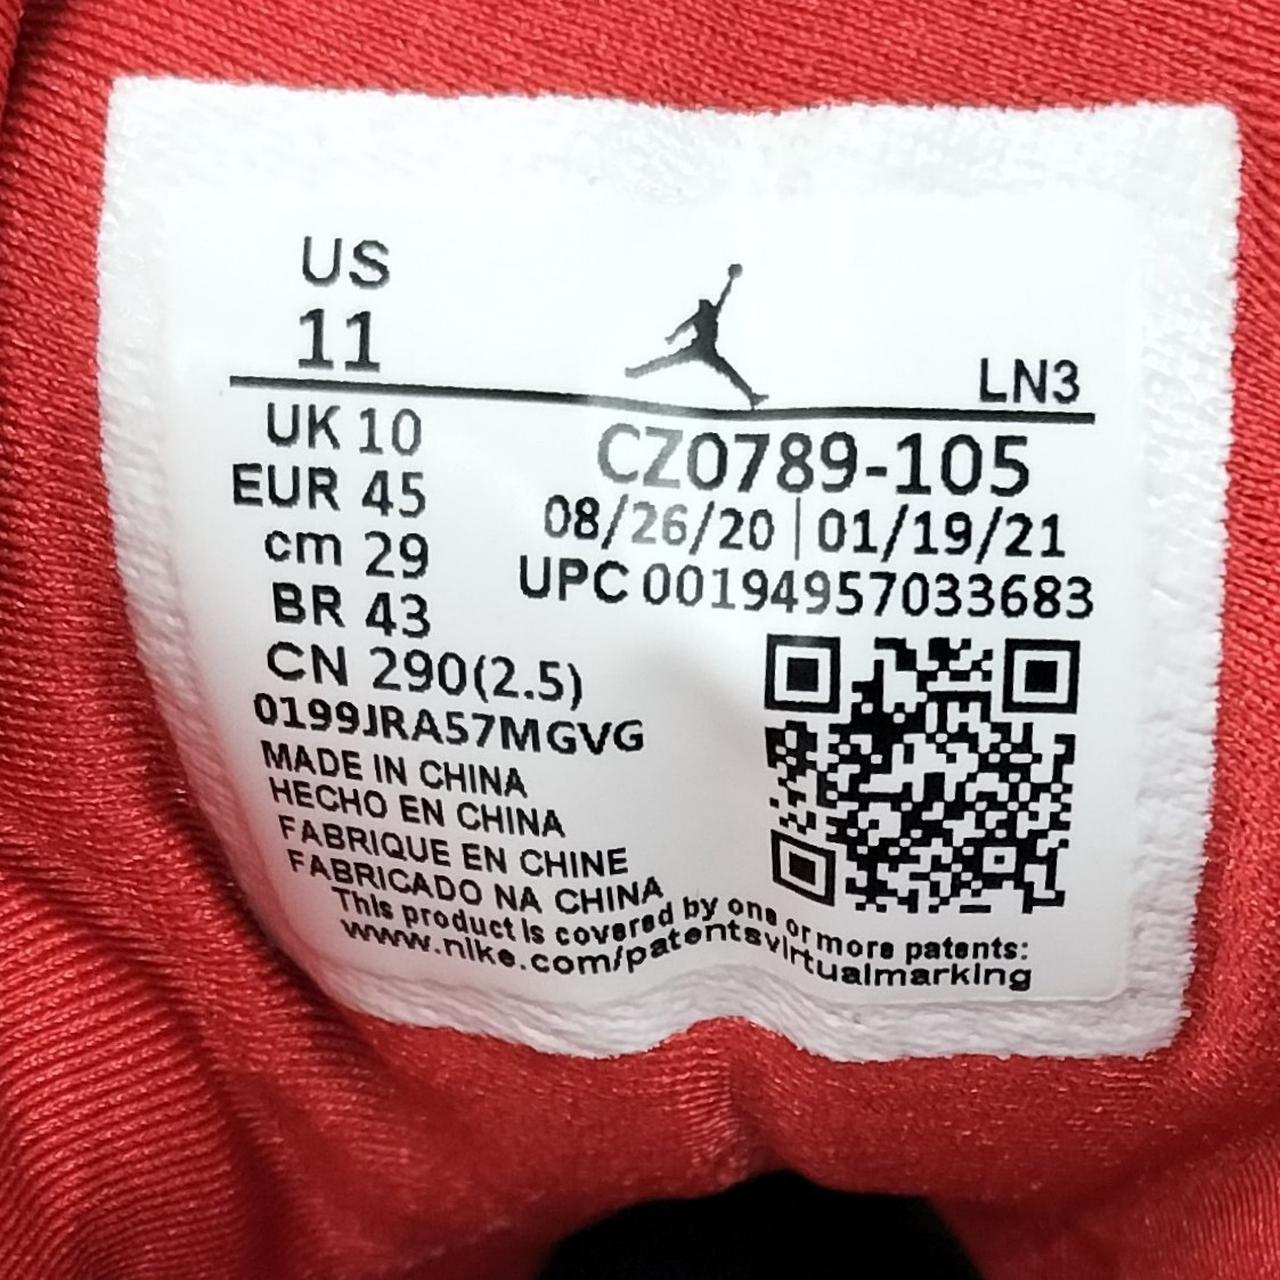 US
11
LN3
UK 10
EUR 45
cm 29
BR 43
CN 290(2.5)
CZ0789-105
08/26/20 | 01/19/21
UPC 001949570​33683
0199JRA57MGVG
MADE IN CHINA
HECHO EN CHINA
FABRIQUE EN CHINE
FABRICADO NA CHINA
This product is covered by one or more patents:
www.nike.com/patentsvirtualmarking